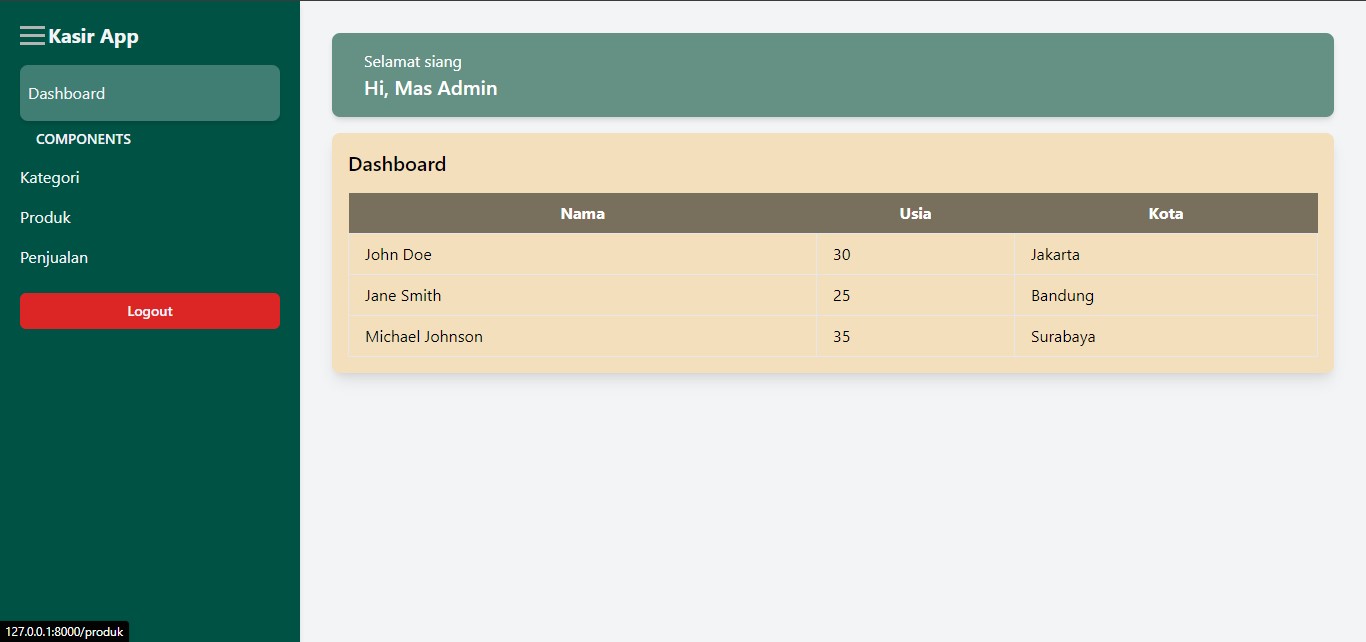 Kasir App
Dashboard
COMPONENTS
Kategori
Produk
Penjualan
Logout
Selamat siang
Hi, Mas Admin
Dashboard
Nama Usia Kota
John Doe 30 Jakarta
Jane Smith 25 Bandung
Michael Johnson 35 Surabaya
127.0.0.1:8000/produk